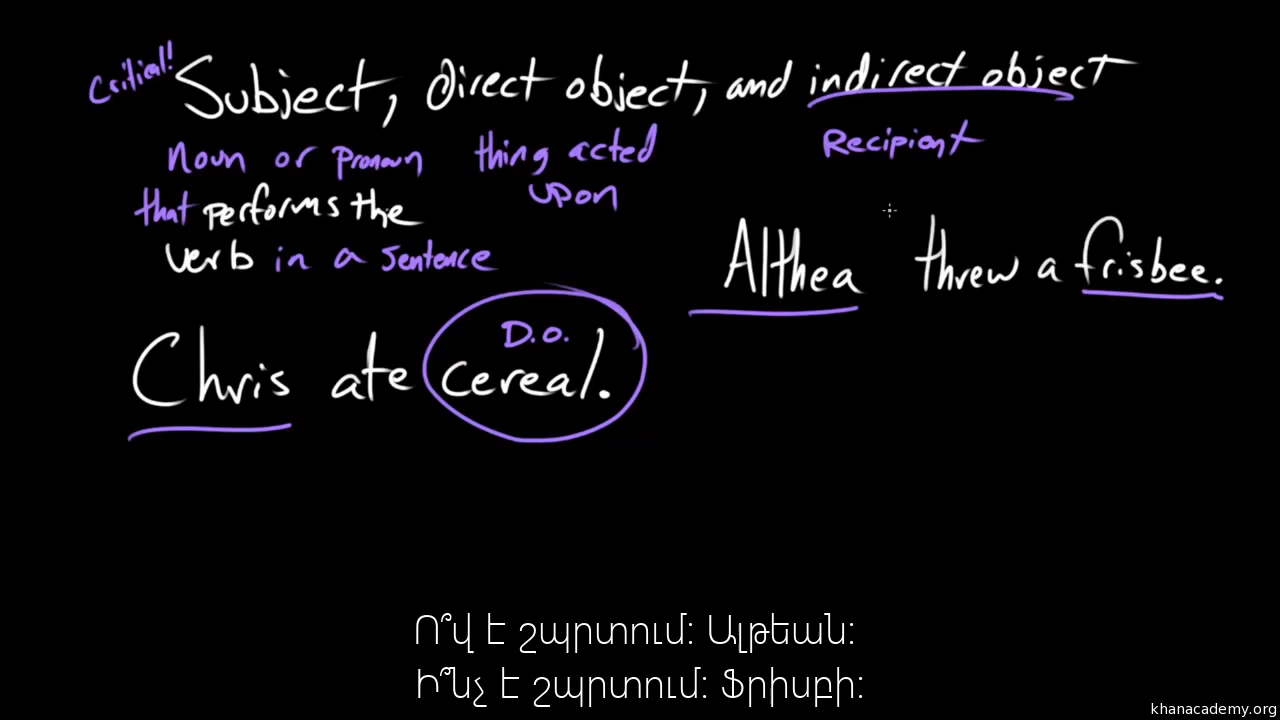 Critical!
Subject, direct object, and indirect object
noun or pronoun
that performs the
verb in a sentence
thing acted
upon
Recipient
Althea threw a frisbee.
D.O.
Chris ate cereal.
Ո՞վ է շպրտում: Ալթեան:
Ի՞նչ է շպրտում: Ֆրիսբի:
khanacademy.org